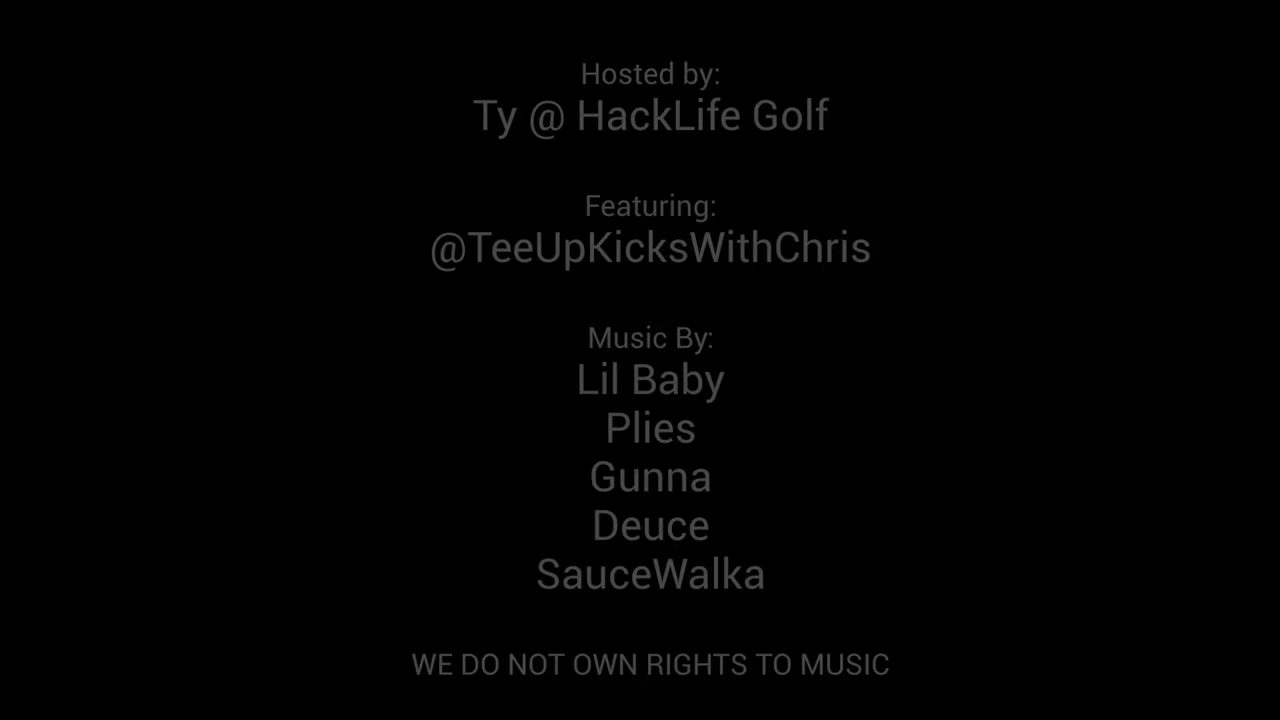 Hosted by:
Ty @ HackLife Golf
Featuring:
@TeeUpKicksWithChris
Music By:
Lil Baby
Plies
Gunna
Deuce
SauceWalka
WE DO NOT OWN RIGHTS TO MUSIC